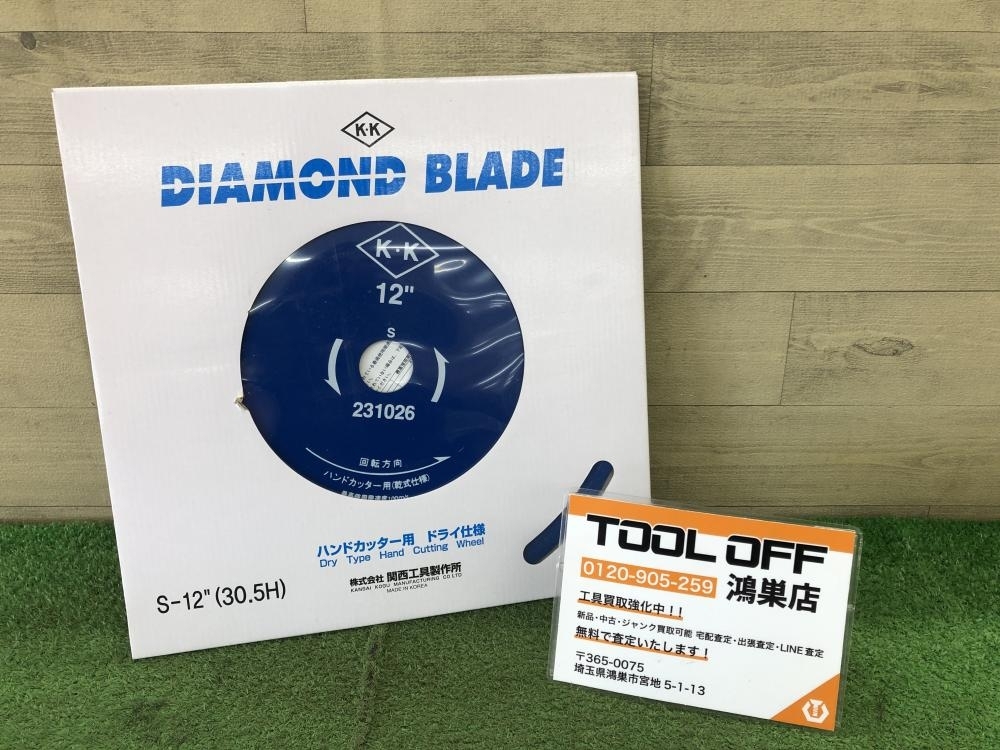 K·K
DIAMOND BLADE
K·K
12"
S
231026
回転方向
ハンドカッター用(乾式仕様)
ハンドカッター用 ドライ仕様
Dry Type Hand Cutting Wheel
株式会社 関西工具製作所
KANSAI KOGU MANUFACTURING CO LTD
MADE IN KOREA
S-12" (30.5H)
TOOL OFF
0120-905-259 鴻巣店
工具買取強化中!!
新品・中古・ジャンク買取可能 宅配査定・出張査定・LINE査定
無料で査定いたします!
〒365-0075
埼玉県鴻巣市宮地 5-1-13